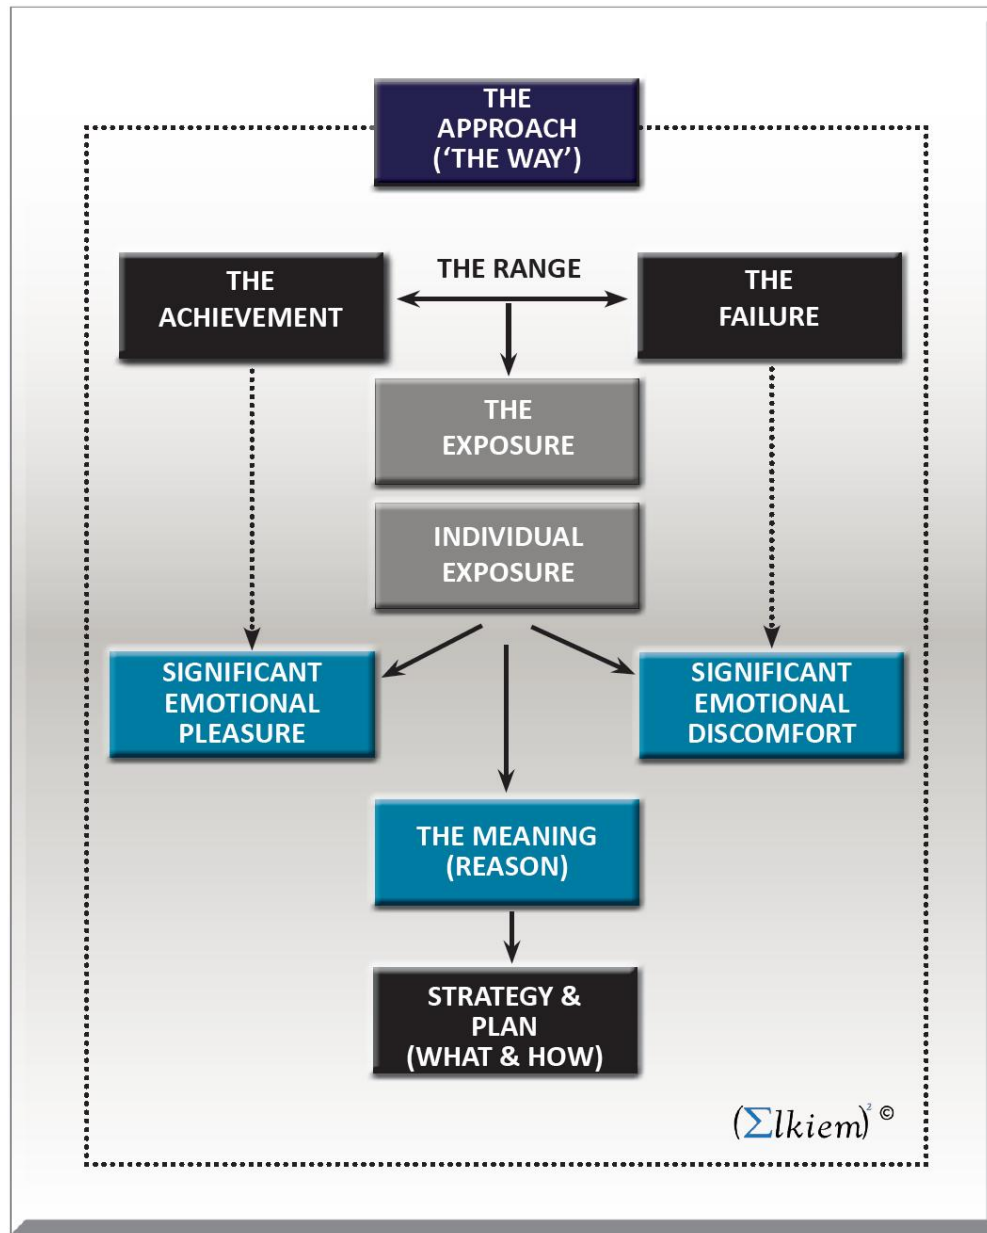 THE
APPROACH
(‘THE WAY’)
THE
ACHIEVEMENT
THE RANGE
THE
FAILURE
THE
EXPOSURE
INDIVIDUAL
EXPOSURE
SIGNIFICANT
EMOTIONAL
PLEASURE
SIGNIFICANT
EMOTIONAL
DISCOMFORT
THE MEANING
(REASON)
STRATEGY &
PLAN
(WHAT & HOW)
(Σlkiem)² ©